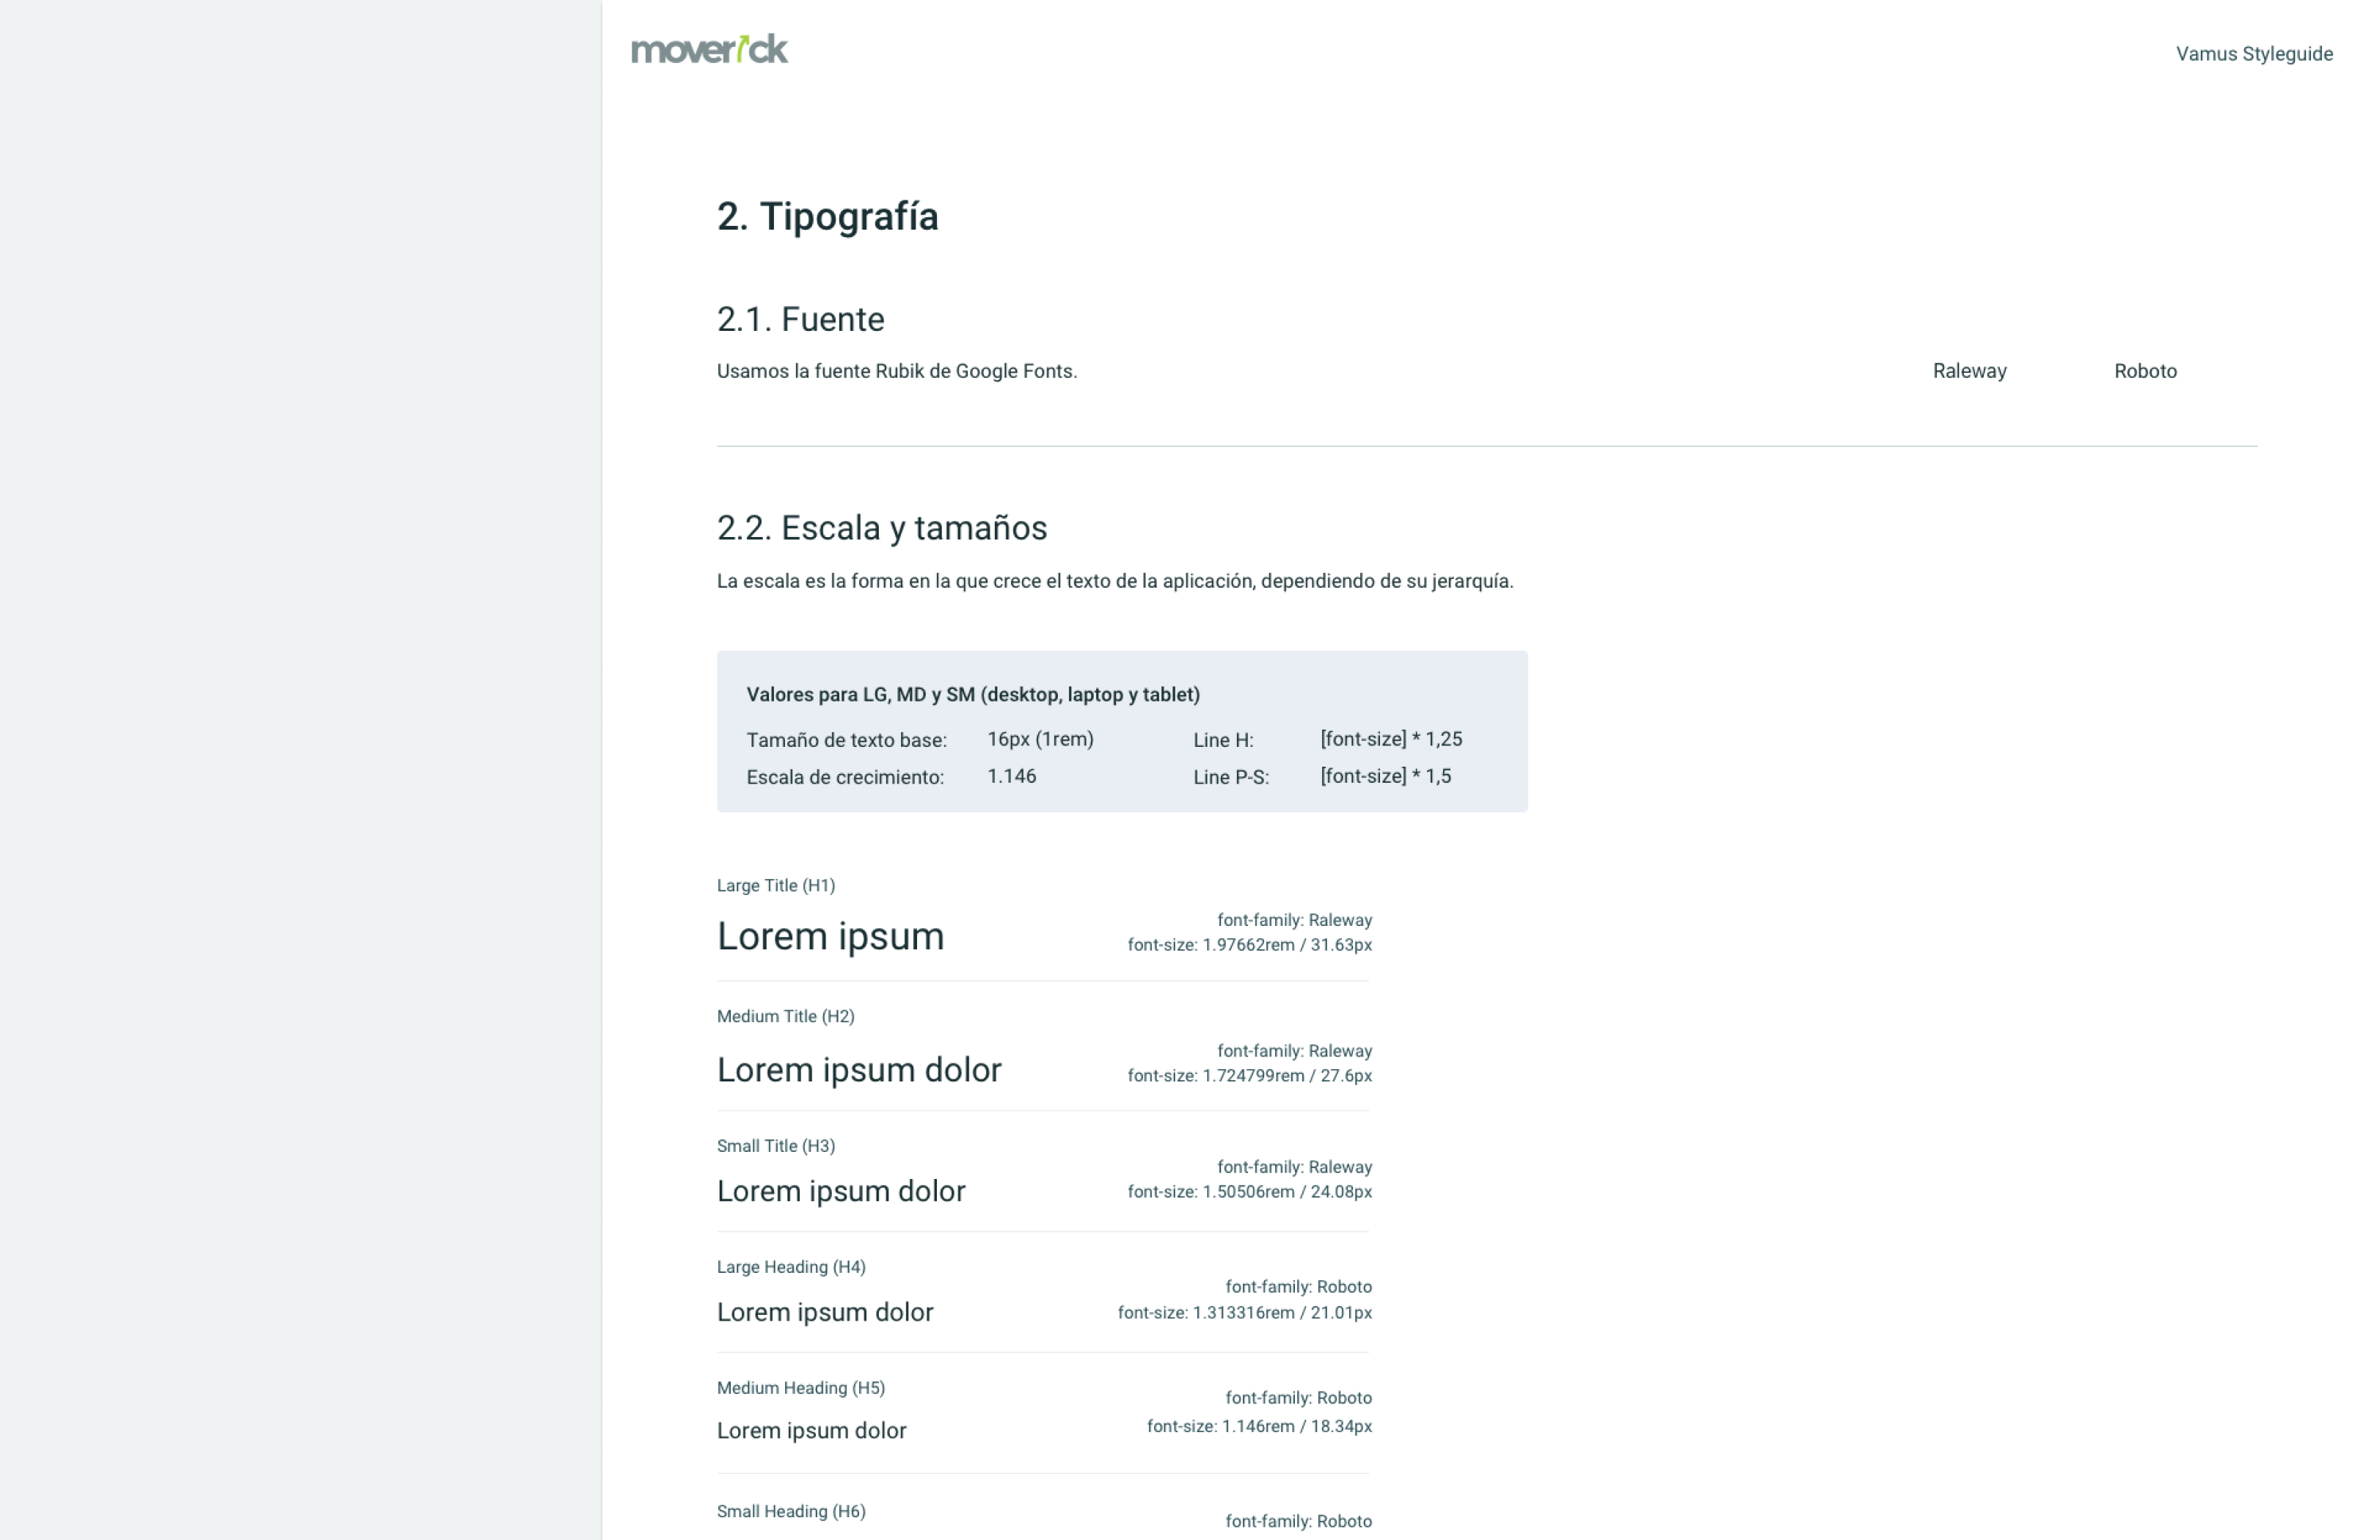 moverick
Vamus Styleguide
2. Tipografía
2.1. Fuente
Usamos la fuente Rubik de Google Fonts.
Raleway
Roboto
2.2. Escala y tamaños
La escala es la forma en la que crece el texto de la aplicación, dependiendo de su jerarquía.
Valores para LG, MD y SM (desktop, laptop y tablet)
Tamaño de texto base: 16px (1rem) Line H: [font-size] * 1,25
Escala de crecimiento: 1.146 Line P-S: [font-size] * 1,5
Large Title (H1)
Lorem ipsum
font-family: Raleway
font-size: 1.97662rem / 31.63px
Medium Title (H2)
Lorem ipsum dolor
font-family: Raleway
font-size: 1.724799rem / 27.6px
Small Title (H3)
Lorem ipsum dolor
font-family: Raleway
font-size: 1.50506rem / 24.08px
Large Heading (H4)
Lorem ipsum dolor
font-family: Roboto
font-size: 1.313316rem / 21.01px
Medium Heading (H5)
Lorem ipsum dolor
font-family: Roboto
font-size: 1.146rem / 18.34px
Small Heading (H6)
font-family: Roboto